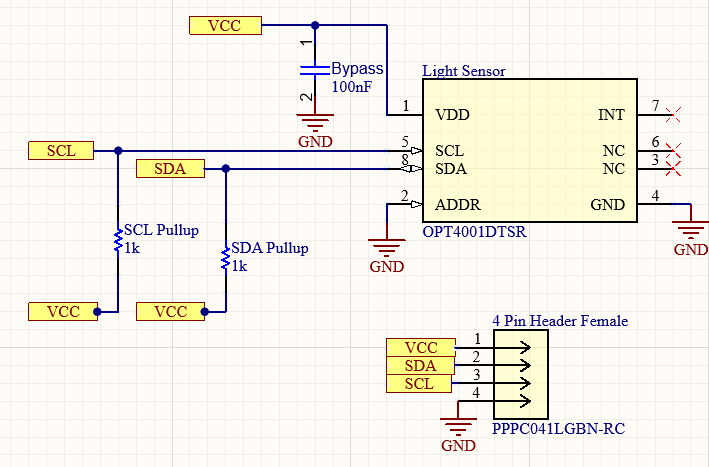 VCC
1
Bypass
100nF
2
GND
Light Sensor
1 VDD INT 7
SCL 5 SCL NC 6
SDA 8 SDA NC 3
2 ADDR GND 4
OPT4001DTSR
GND
GND
SCL Pullup
1k
SDA Pullup
1k
VCC
VCC
4 Pin Header Female
VCC 1
SDA 2
SCL 3
4
GND
PPPC041LGBN-RC